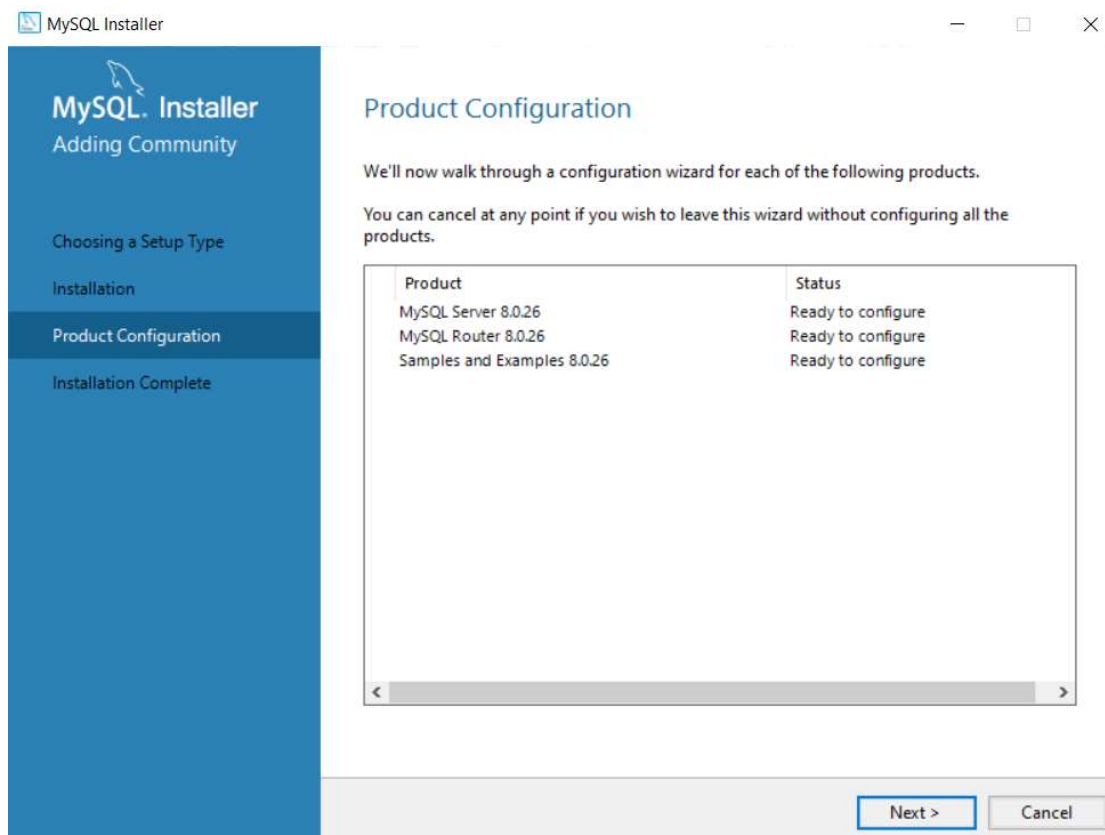 MySQL Installer
MySQL. Installer
Adding Community
Choosing a Setup Type
Installation
Product Configuration
Installation Complete
Product Configuration
We'll now walk through a configuration wizard for each of the following products.
You can cancel at any point if you wish to leave this wizard without configuring all the
products.
Product Status
MySQL Server 8.0.26 Ready to configure
MySQL Router 8.0.26 Ready to configure
Samples and Examples 8.0.26 Ready to configure
Next > Cancel